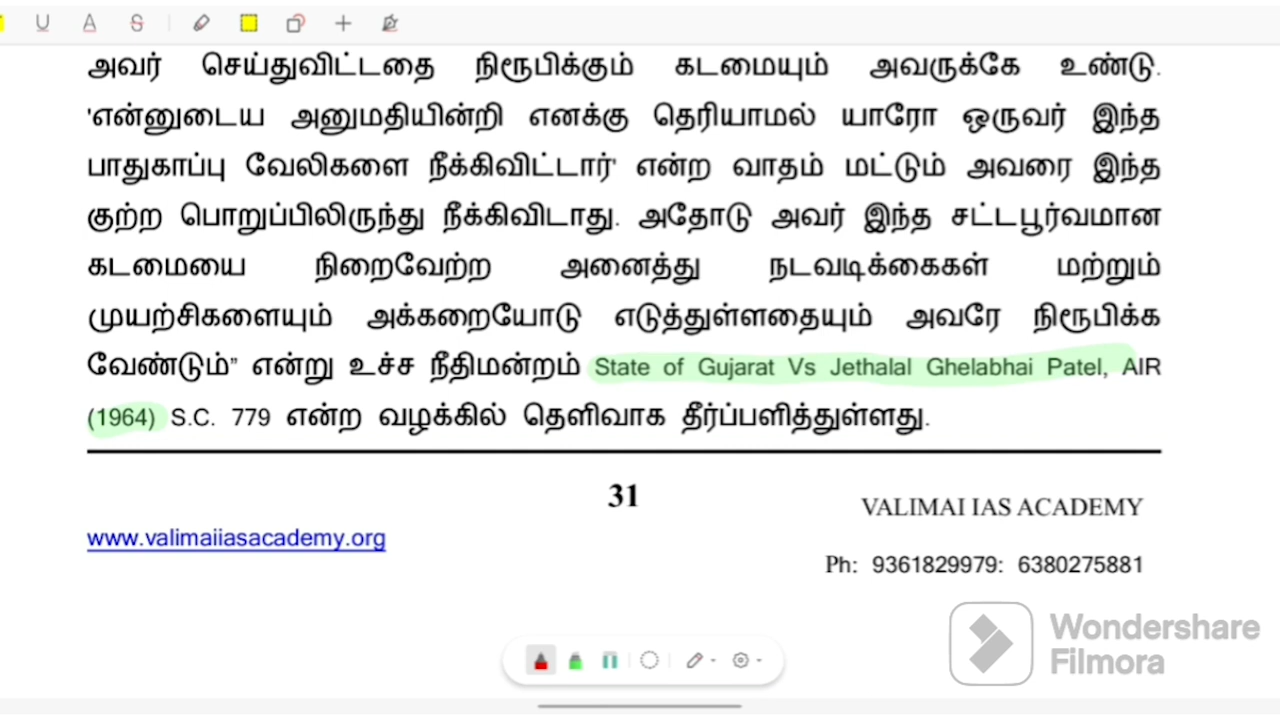 அவர் செய்துவிட்டதை நிரூபிக்கும் கடமையும் அவருக்கே உண்டு.
'என்னுடைய அனுமதியின்றி எனக்கு தெரியாமல் யாரோ ஒருவர் இந்த
பாதுகாப்பு வேலிகளை நீக்கிவிட்டார்' என்ற வாதம் மட்டும் அவரை இந்த
குற்ற பொறுப்பிலிருந்து நீக்கிவிடாது. அதோடு அவர் இந்த சட்டபூர்வமான
கடமையை நிறைவேற்ற அனைத்து நடவடிக்கைகள் மற்றும்
முயற்சிகளையும் அக்கறையோடு எடுத்துள்ளதையும் அவரே நிரூபிக்க
வேண்டும்" என்று உச்ச நீதிமன்றம் State of Gujarat Vs Jethalal Ghelabhai Patel, AIR
(1964) S.C. 779 என்ற வழக்கில் தெளிவாக தீர்ப்பளித்துள்ளது.
31
VALIMAI IAS ACADEMY
www.valimaiiasacademy.org
Ph: 9361829979: 6380275881
Wondershare
Filmora